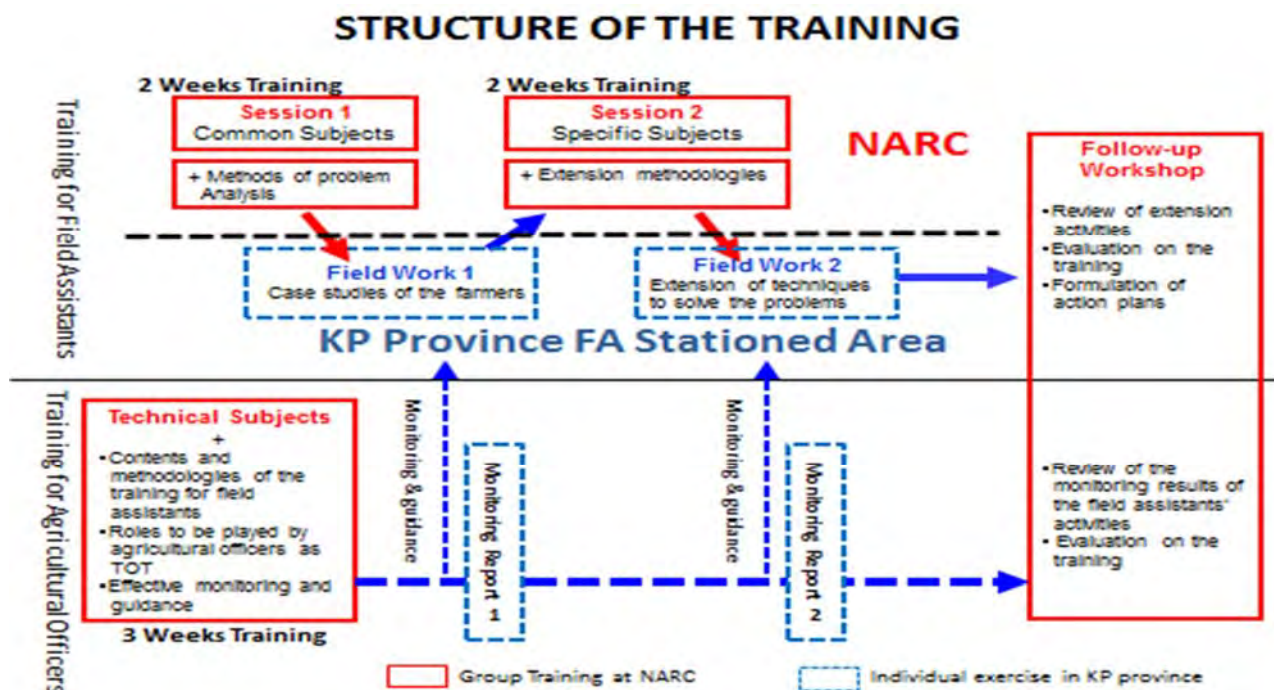 STRUCTURE OF THE TRAINING
Training for Field Assistants
2 Weeks Training
Session 1
Common Subjects
+ Methods of problem
Analysis
2 Weeks Training
Session 2
Specific Subjects
+ Extension methodologies
NARC
Field Work 1
Case studies of the farmers
Field Work 2
Extension of techniques
to solve the problems
KP Province FA Stationed Area
Follow-up
Workshop
•Review of extension
activities
•Evaluation on the
training
•Formulation of
action plans
Training for Agricultural Officers
Technical Subjects
+
•Contents and
methodologies of the
training for field
assistants
•Roles to be played by
agricultural officers as
TOT
•Effective monitoring and
guidance
3 Weeks Training
Monitoring & guidance
Monitoring Report
1
Monitoring & guidance
Monitoring Report
2
•Review of the
monitoring results of
the field assistants'
activities
•Evaluation on the
training
Group Training at NARC
Individual exercise in KP province